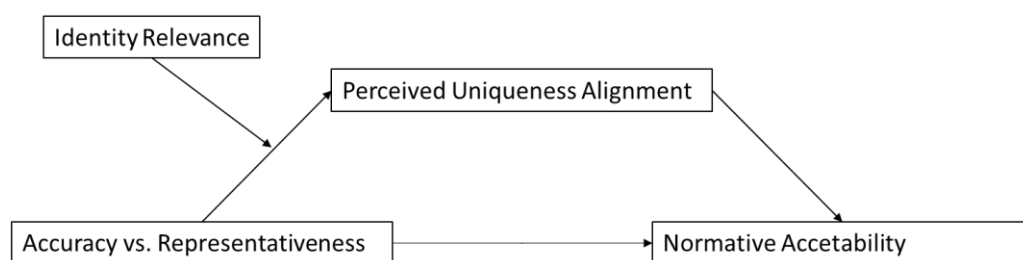 Identity Relevance
Perceived Uniqueness Alignment
Accuracy vs. Representativeness
Normative Accetability